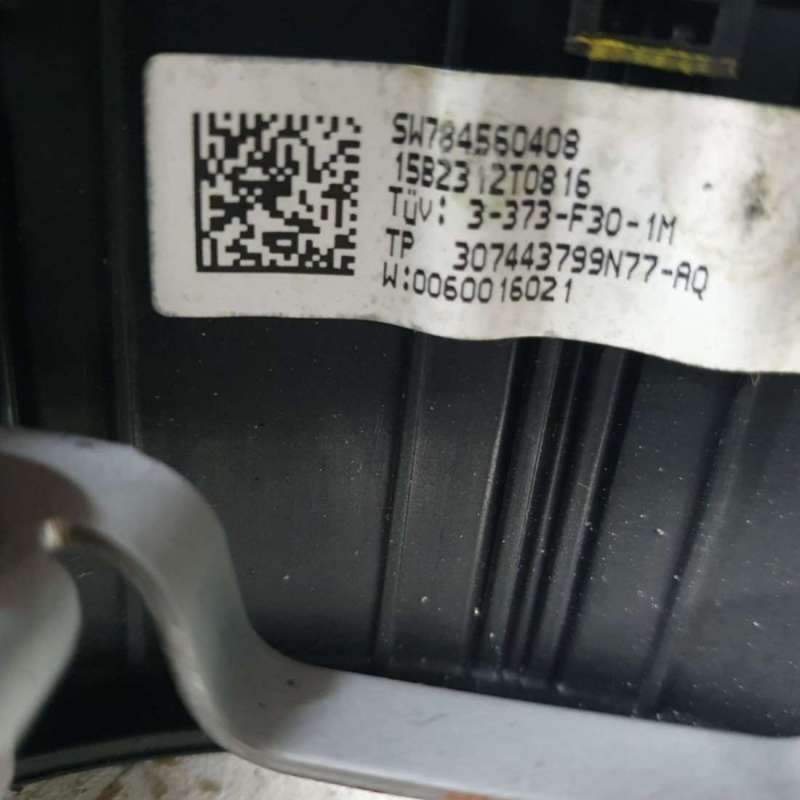 SW784560408
15B2312T0816
TÜV: 3-373-F30-1M
TP 307443799N77-AQ
W:0060016021